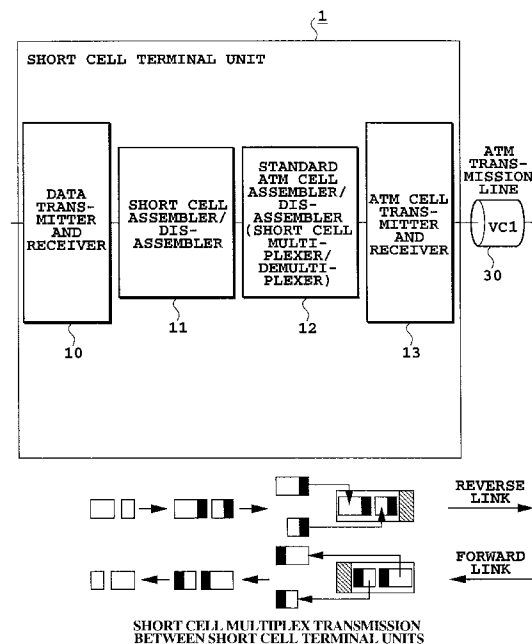 1
SHORT CELL TERMINAL UNIT
DATA
TRANS-
MITTER
AND
RECEIVER
10
SHORT CELL
ASSEMBLER/
DIS-
ASSEMBLER
11
STANDARD
ATM CELL
ASSEMBLER/
DIS-
ASSEMBLER
(SHORT CELL
MULTI-
PLEXER/
DEMULTI-
PLEXER)
12
ATM CELL
TRANS-
MITTER
AND
RECEIVER
13
ATM
TRANS-
MISSION
LINE
VC1
30
REVERSE
LINK
FORWARD
LINK
SHORT CELL MULTIPLEX TRANSMISSION
BETWEEN SHORT CELL TERMINAL UNITS